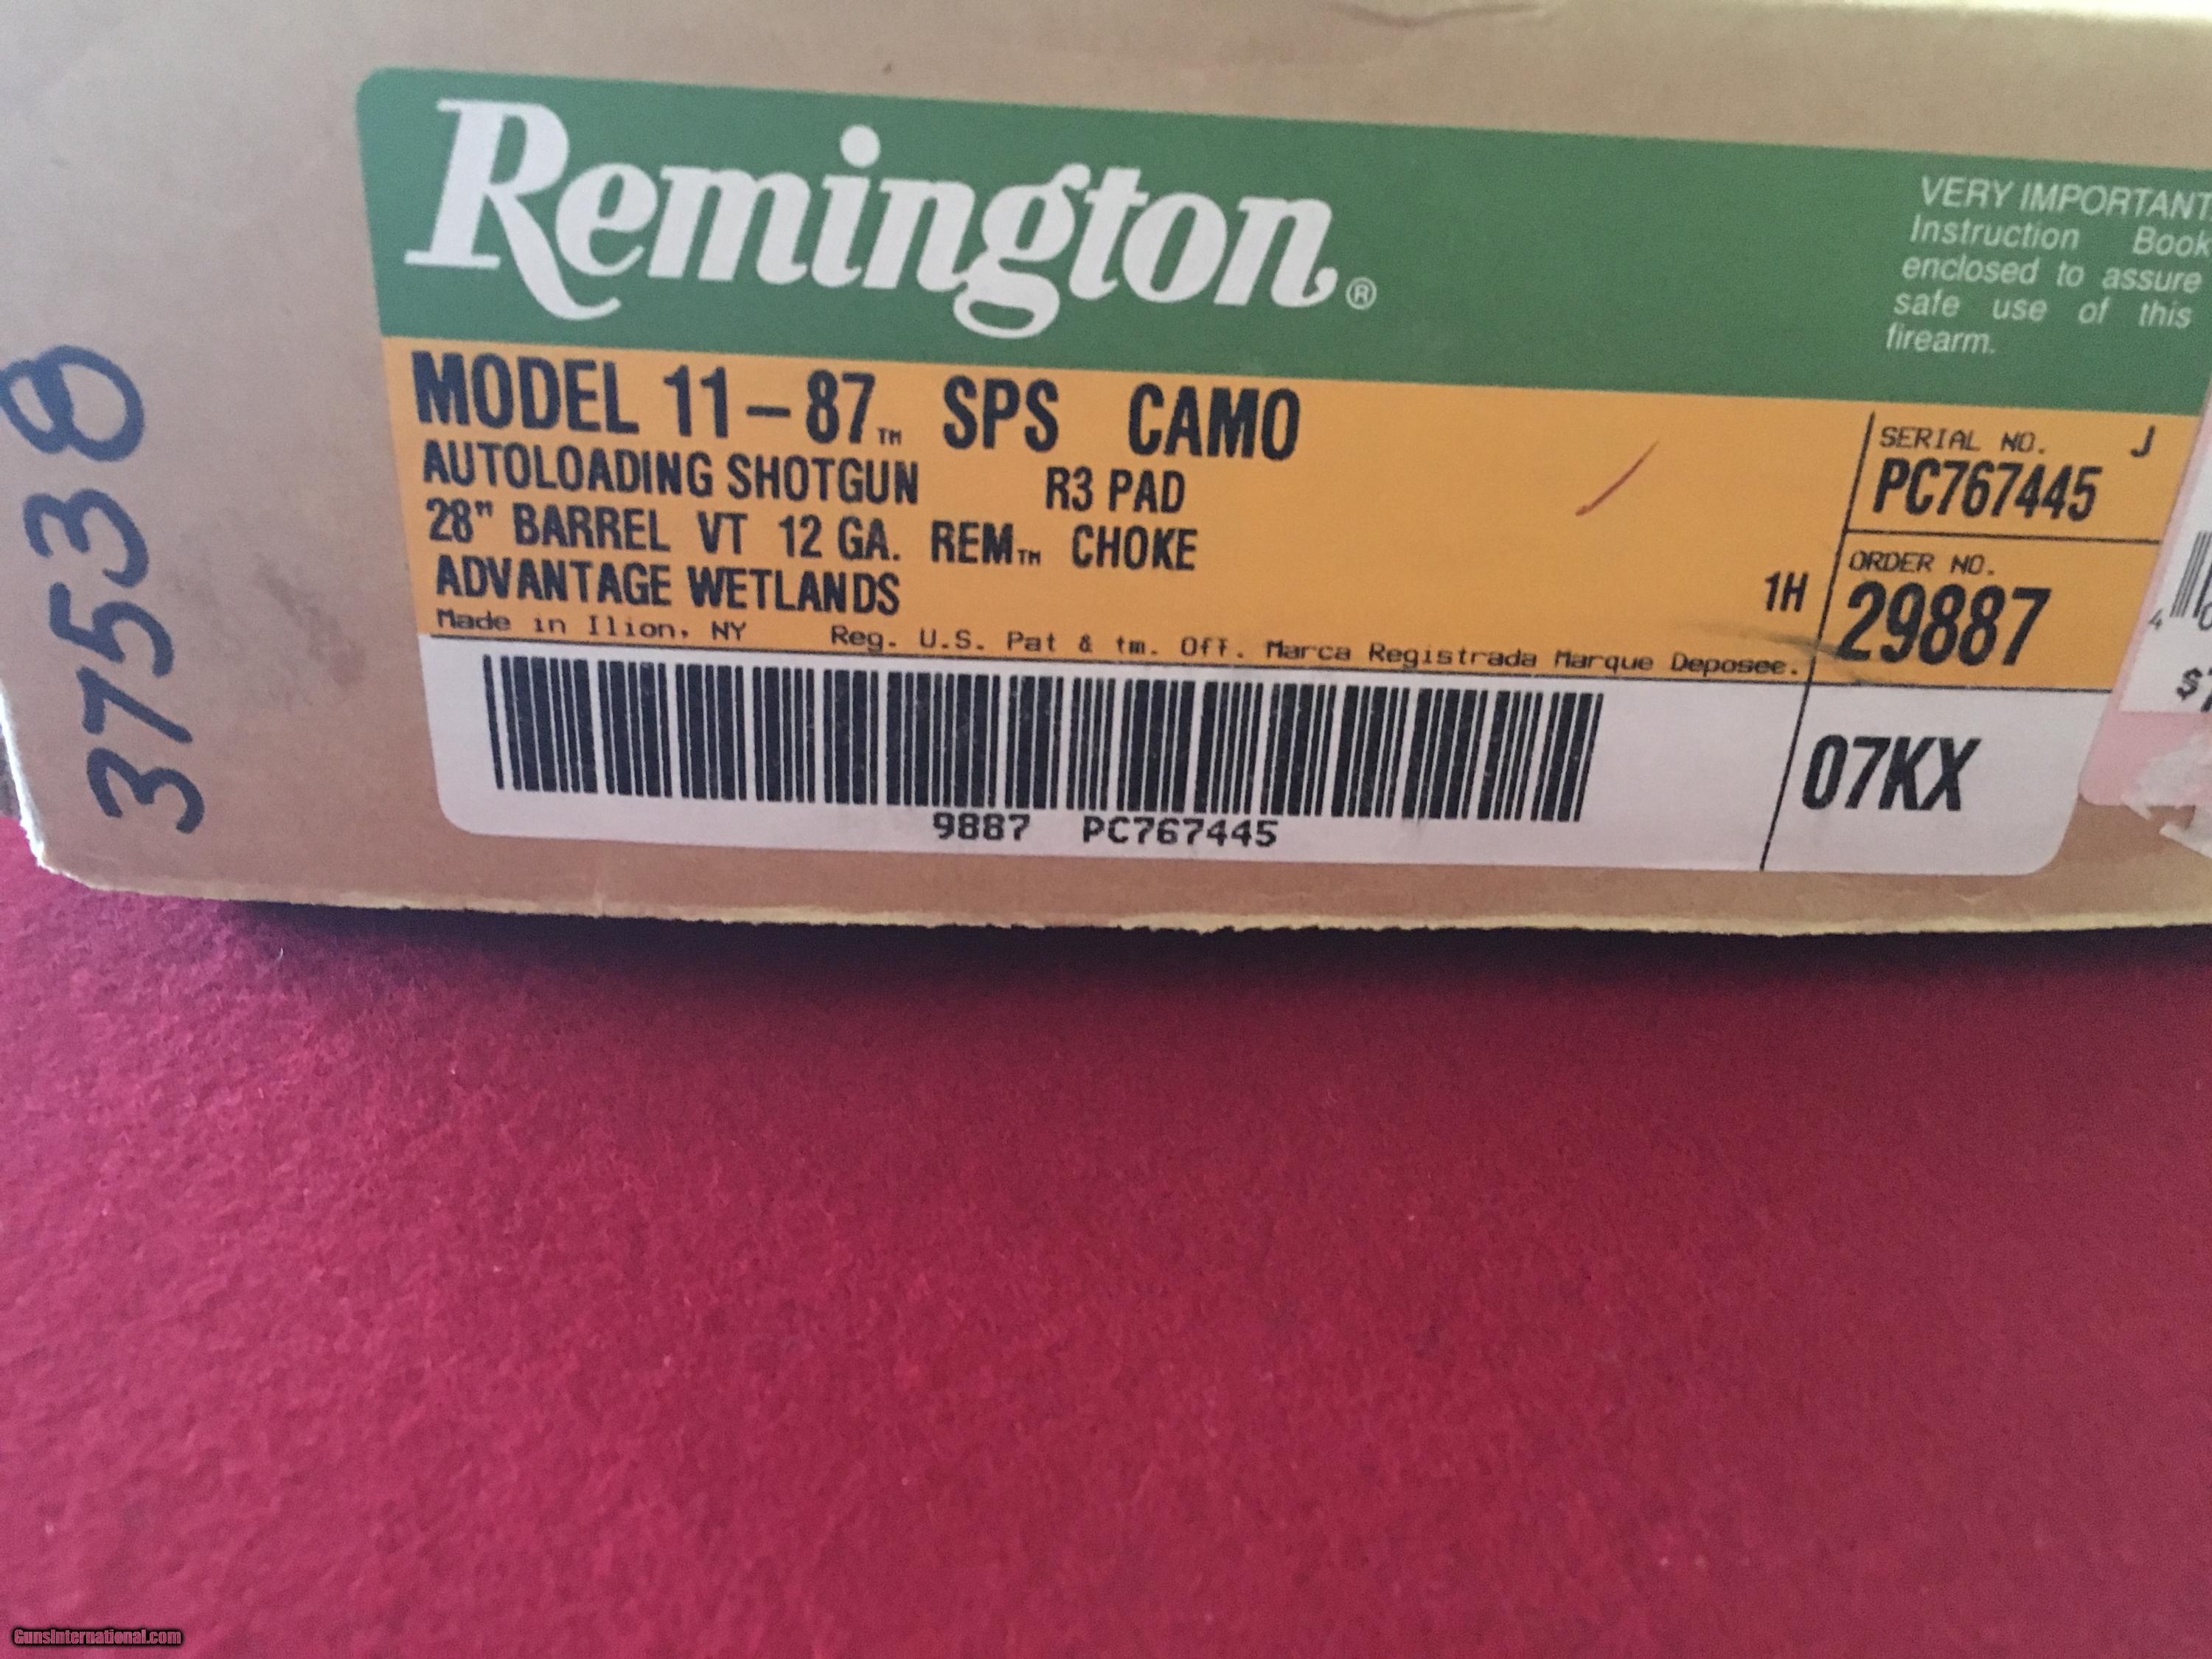 Remington®
VERY IMPORTANT
Instruction Book
enclosed to assure
safe use of this
firearm.
MODEL 11-87™ SPS CAMO
AUTOLOADING SHOTGUN R3 PAD
28" BARREL VT 12 GA. REM™ CHOKE
ADVANTAGE WETLANDS
1H
Made in Ilion, NY Reg. U.S. Pat & tm. Off. Marca Registrada Marque Deposee.
SERIAL NO. J
PC767445
ORDER NO.
29887
9887 PC767445
07KX
37538
GunsInternational.com